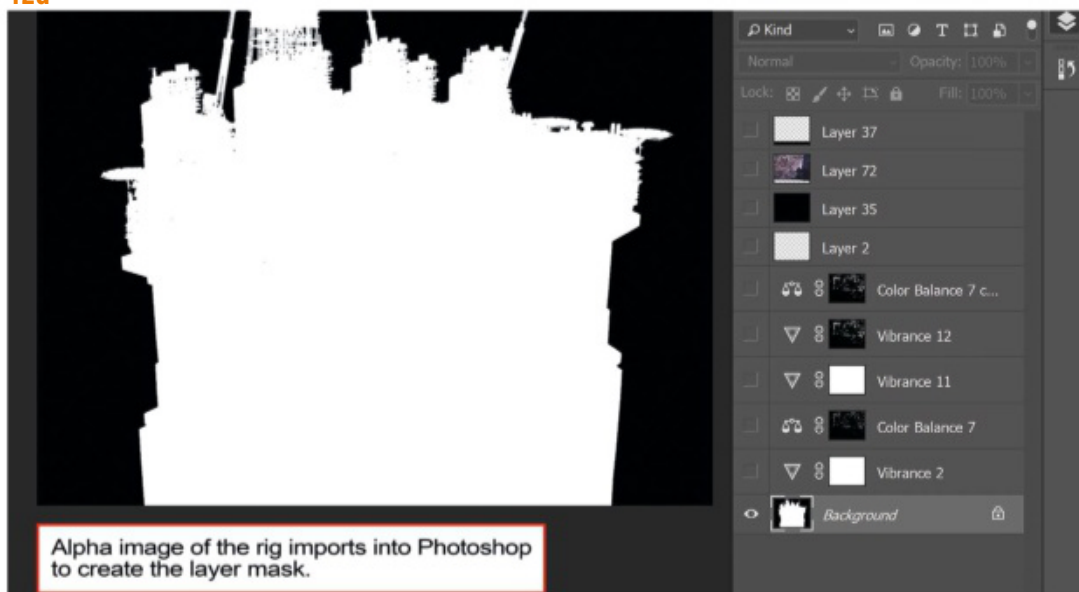 12a
Kind
T
Normal
Opacity: 100%
Lock:
Fill: 100%
Layer 37
Layer 72
Layer 35
Layer 2
Color Balance 7 c...
Vibrance 12
Vibrance 11
Color Balance 7
Vibrance 2
Background
Alpha image of the rig imports into Photoshop
to create the layer mask.